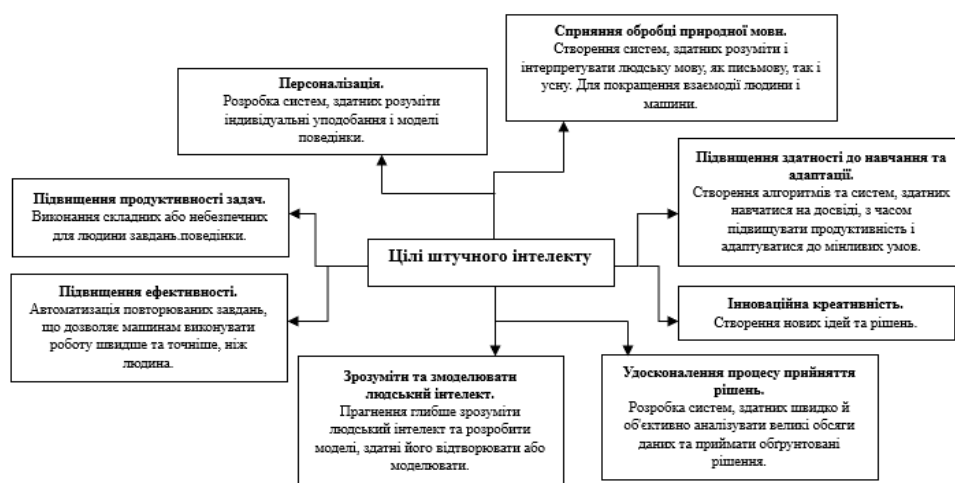 Сприяння обробці природної мови.
Створення систем, здатних розуміти і
інтерпретувати людську мову, як письмову, так і
усну. Для покращення взаємодії людини і
машини.
Персоналізація.
Розробка систем, здатних розуміти
індивідуальні уподобання і моделі
поведінки.
Підвищення здатності до навчання та
адаптації.
Створення алгоритмів та систем, здатних
навчатися на досвіді, з часом
підвищувати продуктивність і
адаптуватися до мінливих умов.
Підвищення продуктивності задач.
Виконання складних або небезпечних
для людини завдань.поведінки.
Цілі штучного інтелекту
Підвищення ефективності.
Автоматизація повторюваних завдань,
що дозволяє машинам виконувати
роботу швидше та точніше, ніж
людина.
Інноваційна креативність.
Створення нових ідей та рішень.
Зрозуміти та змоделювати
людський інтелект.
Прагнення глибше зрозуміти
людський інтелект та розробити
моделі, здатні його відтворювати або
моделювати.
Удосконалення процесу прийняття
рішень.
Розробка систем, здатних швидко й
об'єктивно аналізувати великі обсяги
даних та приймати обґрунтовані
рішення.